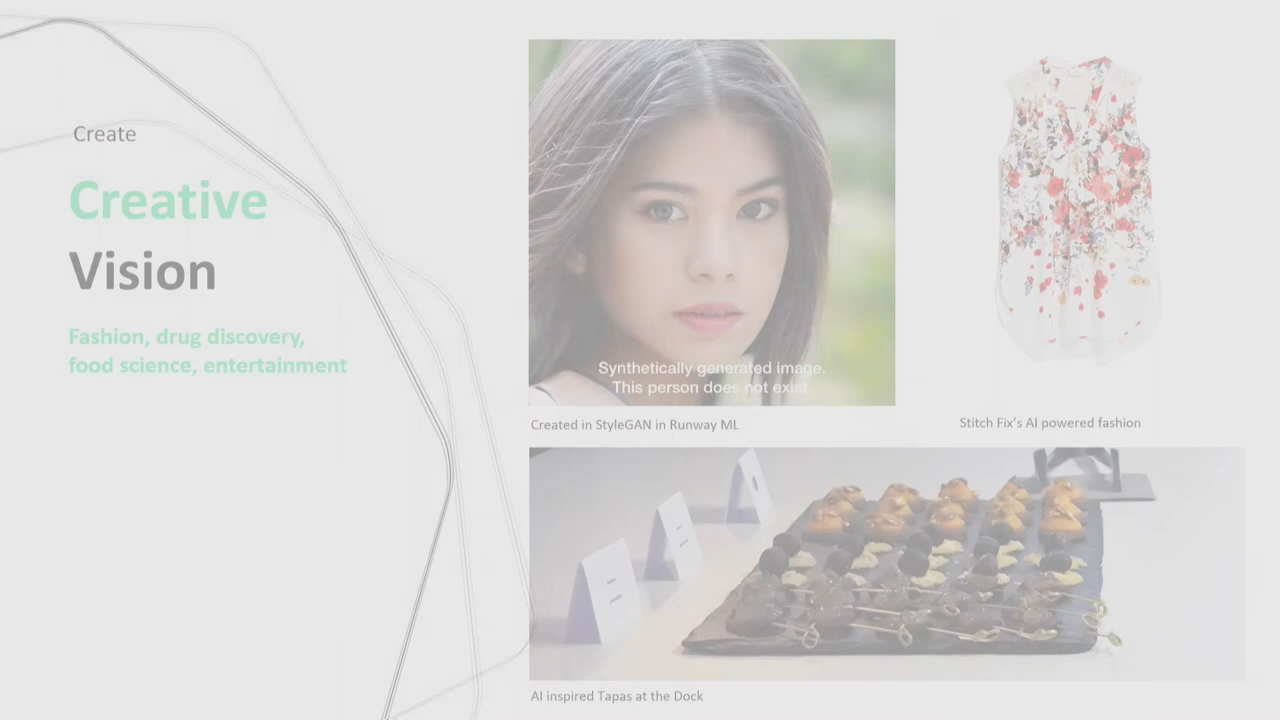 Create
Creative
Vision
Fashion, drug discovery,
food science, entertainment
Synthetically generated image.
This person does not exist.
Created in StyleGAN in Runway ML
Stitch Fix's AI powered fashion
AI inspired Tapas at the Dock